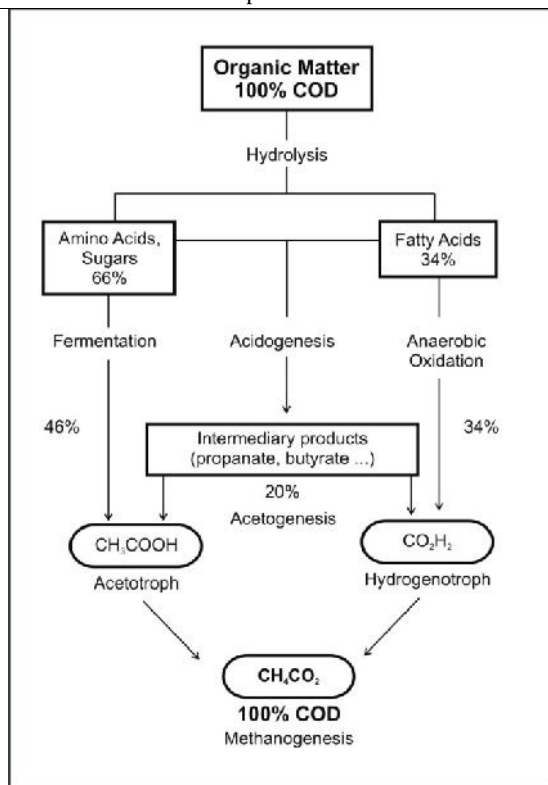 Organic Matter
100% COD
Hydrolysis
Amino Acids,
Sugars
66%
Fatty Acids
34%
Fermentation
Acidogenesis
Anaerobic
Oxidation
46%
34%
Intermediary products
(propanate, butyrate ...)
20%
Acetogenesis
CH₃COOH
CO₂H₂
Acetotroph
Hydrogenotroph
CH₄CO₂
100% COD
Methanogenesis